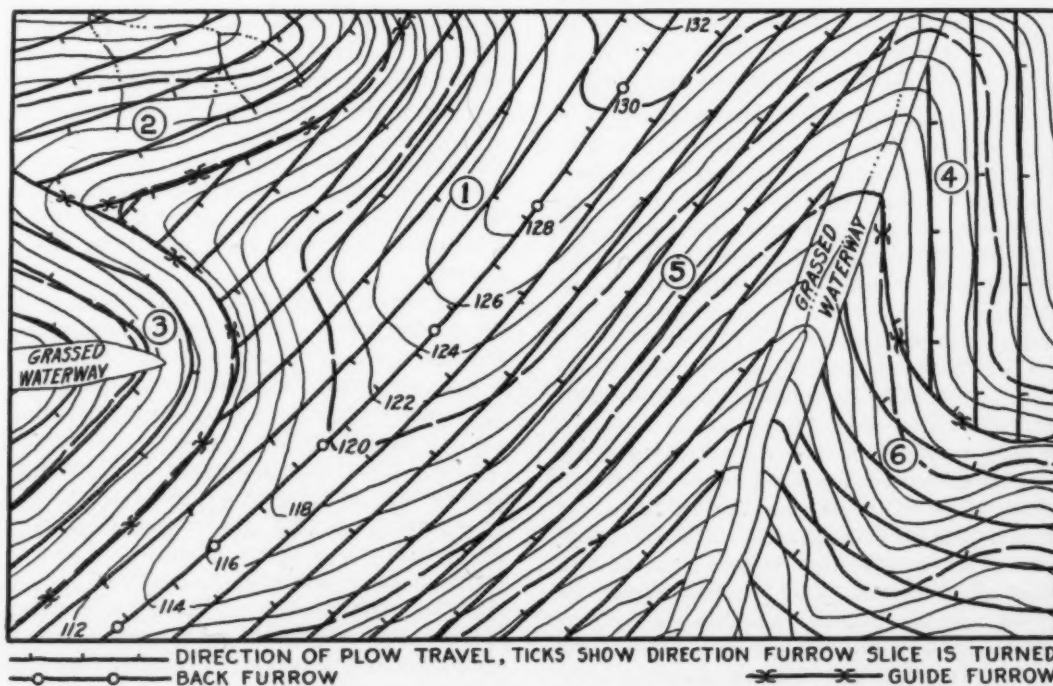 132
130
2
1
4
128
GRASSED
WATERWAY
5
126
3
124
GRASSED
WATERWAY
122
120
6
118
116
114
112
DIRECTION OF PLOW TRAVEL, TICKS SHOW DIRECTION FURROW SLICE IS TURNED
BACK FURROW
GUIDE FURROW